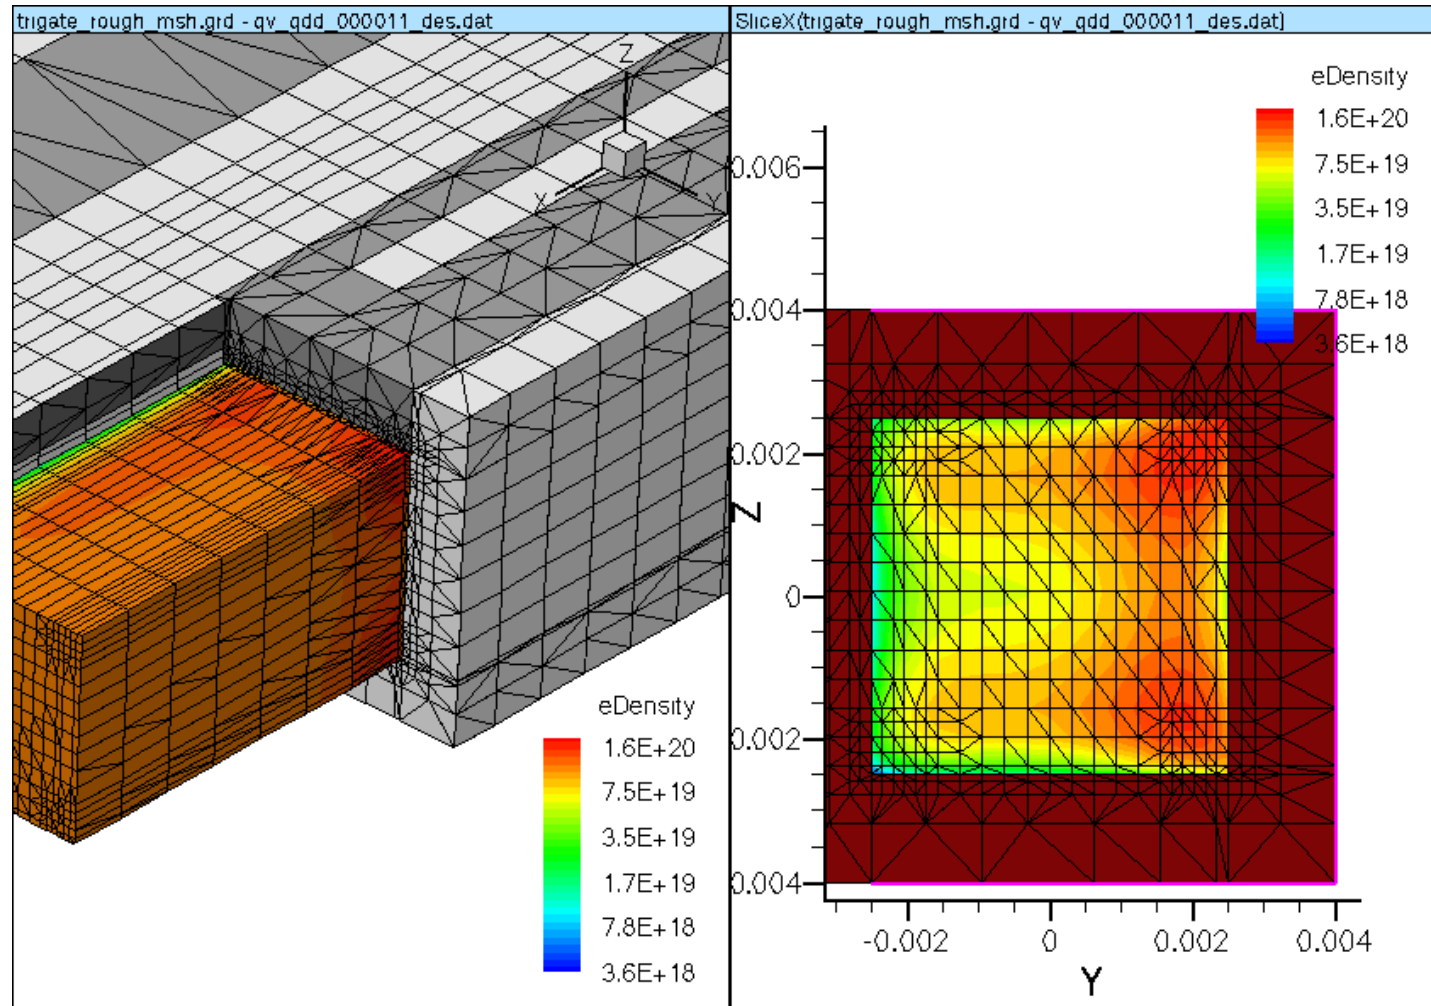 trigate_rough_msh.grd - qv_qdd_000011_des.dat
Z
X
Y
eDensity
1.6E+20
7.5E+19
3.5E+19
1.7E+19
7.8E+18
3.6E+18
SliceX(trigate_rough_msh.grd - qv_qdd_000011_des.dat)
eDensity
1.6E+20
7.5E+19
3.5E+19
1.7E+19
7.8E+18
3.6E+18
0.006
0.004
0.002
Z
0
0.002
0.004
-0.002 0 0.002 0.004
Y